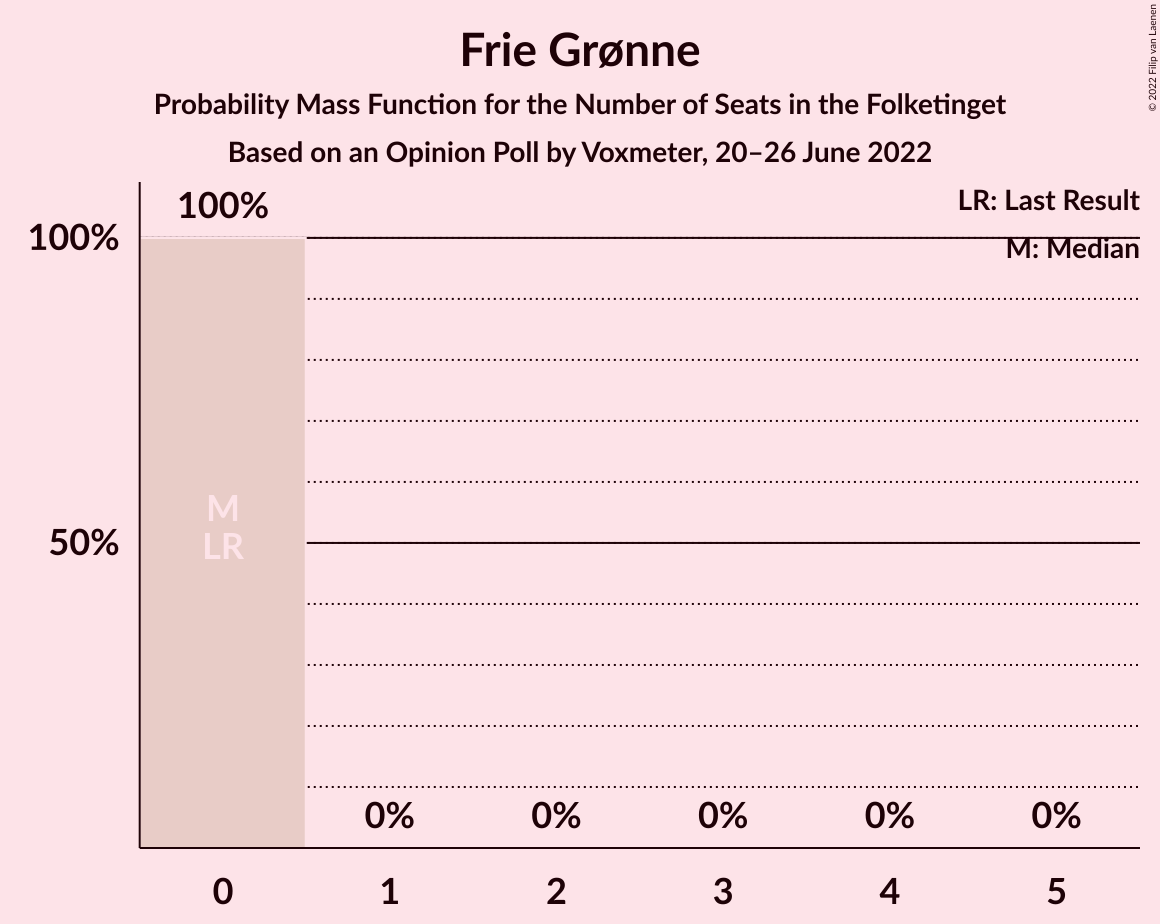 Frie Grønne
Probability Mass Function for the Number of Seats in the Folketinget
Based on an Opinion Poll by Voxmeter, 20–26 June 2022
© 2022 Filip van Laenen
LR: Last Result
M: Median
100%
100%
50%
M
LR
0% 0% 0% 0% 0%
0 1 2 3 4 5